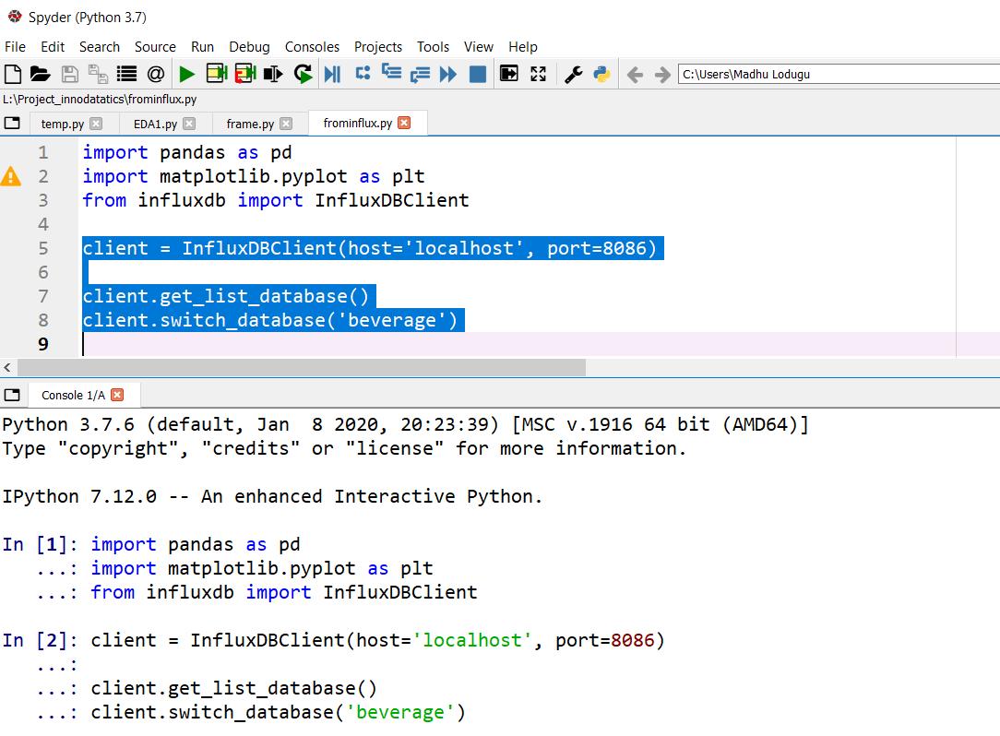 Spyder (Python 3.7)
File Edit Search Source Run Debug Consoles Projects Tools View Help
C:\Users\Madhu Lodugu
L:\Project_innodatatics\frominflux.py
temp.py EDA1.py frame.py frominflux.py
1 import pandas as pd
2 import matplotlib.pyplot as plt
3 from influxdb import InfluxDBClient
4
5 client = InfluxDBClient(host='localhost', port=8086)
6
7 client.get_list_database()
8 client.switch_database('beverage')
9
Console 1/A
Python 3.7.6 (default, Jan  8 2020, 20:23:39) [MSC v.1916 64 bit (AMD64)]
Type "copyright", "credits" or "license" for more information.
IPython 7.12.0 -- An enhanced Interactive Python.
In [1]: import pandas as pd
...: import matplotlib.pyplot as plt
...: from influxdb import InfluxDBClient
In [2]: client = InfluxDBClient(host='localhost', port=8086)
...:
...: client.get_list_database()
...: client.switch_database('beverage')